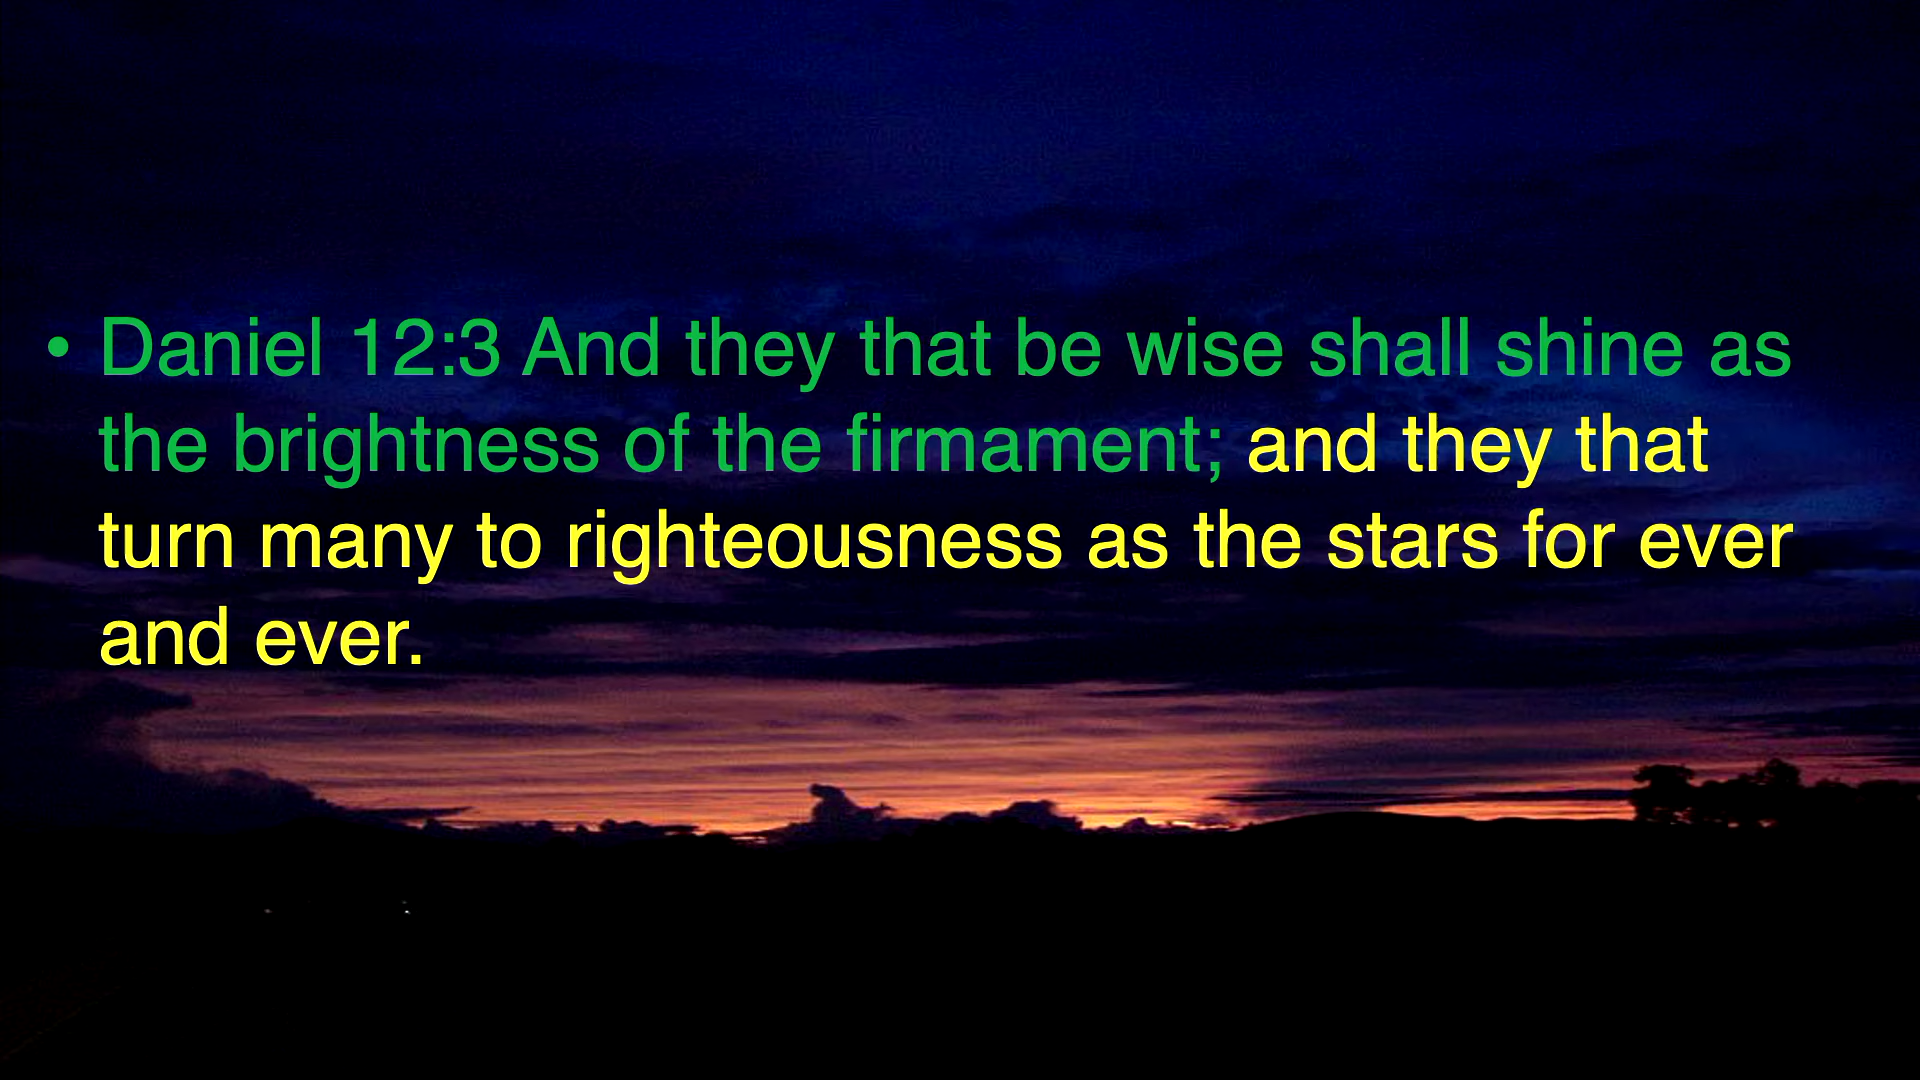 • Daniel 12:3 And they that be wise shall shine as
the brightness of the firmament; and they that
turn many to righteousness as the stars for ever
and ever.